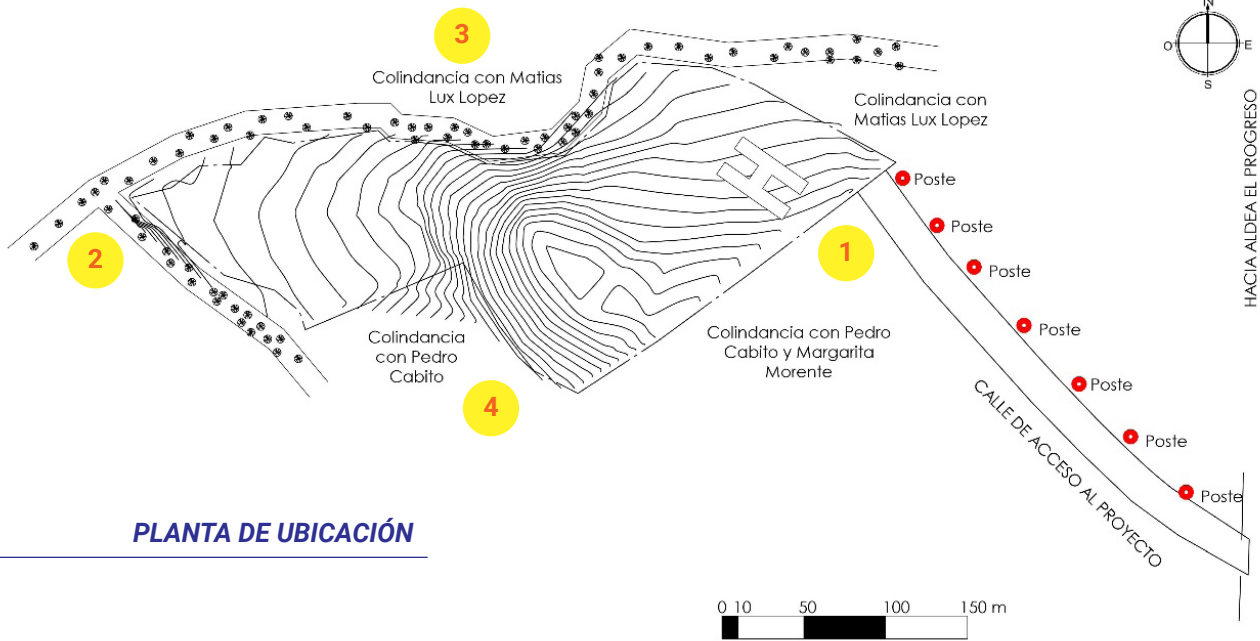 N
O
E
S
3
Colindancia con Matias
Lux Lopez
Colindancia con
Matias Lux Lopez
HACIA ALDEA EL PROGRESO
Poste
Poste
Poste
Poste
Poste
Poste
Poste
2
1
Colindancia
con Pedro
Cabito
Colindancia con Pedro
Cabito y Margarita
Morente
4
CALLE DE ACCESO AL PROYECTO
PLANTA DE UBICACIÓN
0 10 50 100 150 m